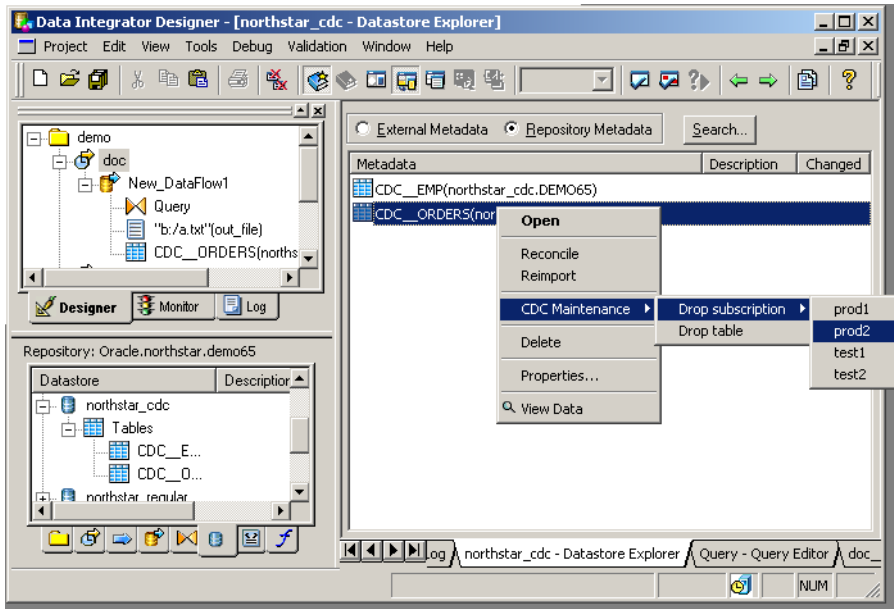 Data Integrator Designer - [northstar_cdc - Datastore Explorer]
Project Edit View Tools Debug Validation Window Help
demo
doc
New_DataFlow1
Query
"b:/a.txt"(out_file)
CDC__ORDERS(norths
Designer Monitor Log
Repository: Oracle.northstar.demo65
Datastore Description
northstar_cdc
Tables
CDC__E...
CDC__O...
northstar_regular
External Metadata Repository Metadata Search...
Metadata Description Changed
CDC__EMP(northstar_cdc.DEMO65)
CDC__ORDERS(nor
Open
Reconcile
Reimport
CDC Maintenance
Delete
Properties...
View Data
Drop subscription
Drop table
prod1
prod2
test1
test2
Log northstar_cdc - Datastore Explorer Query - Query Editor doc_
NUM